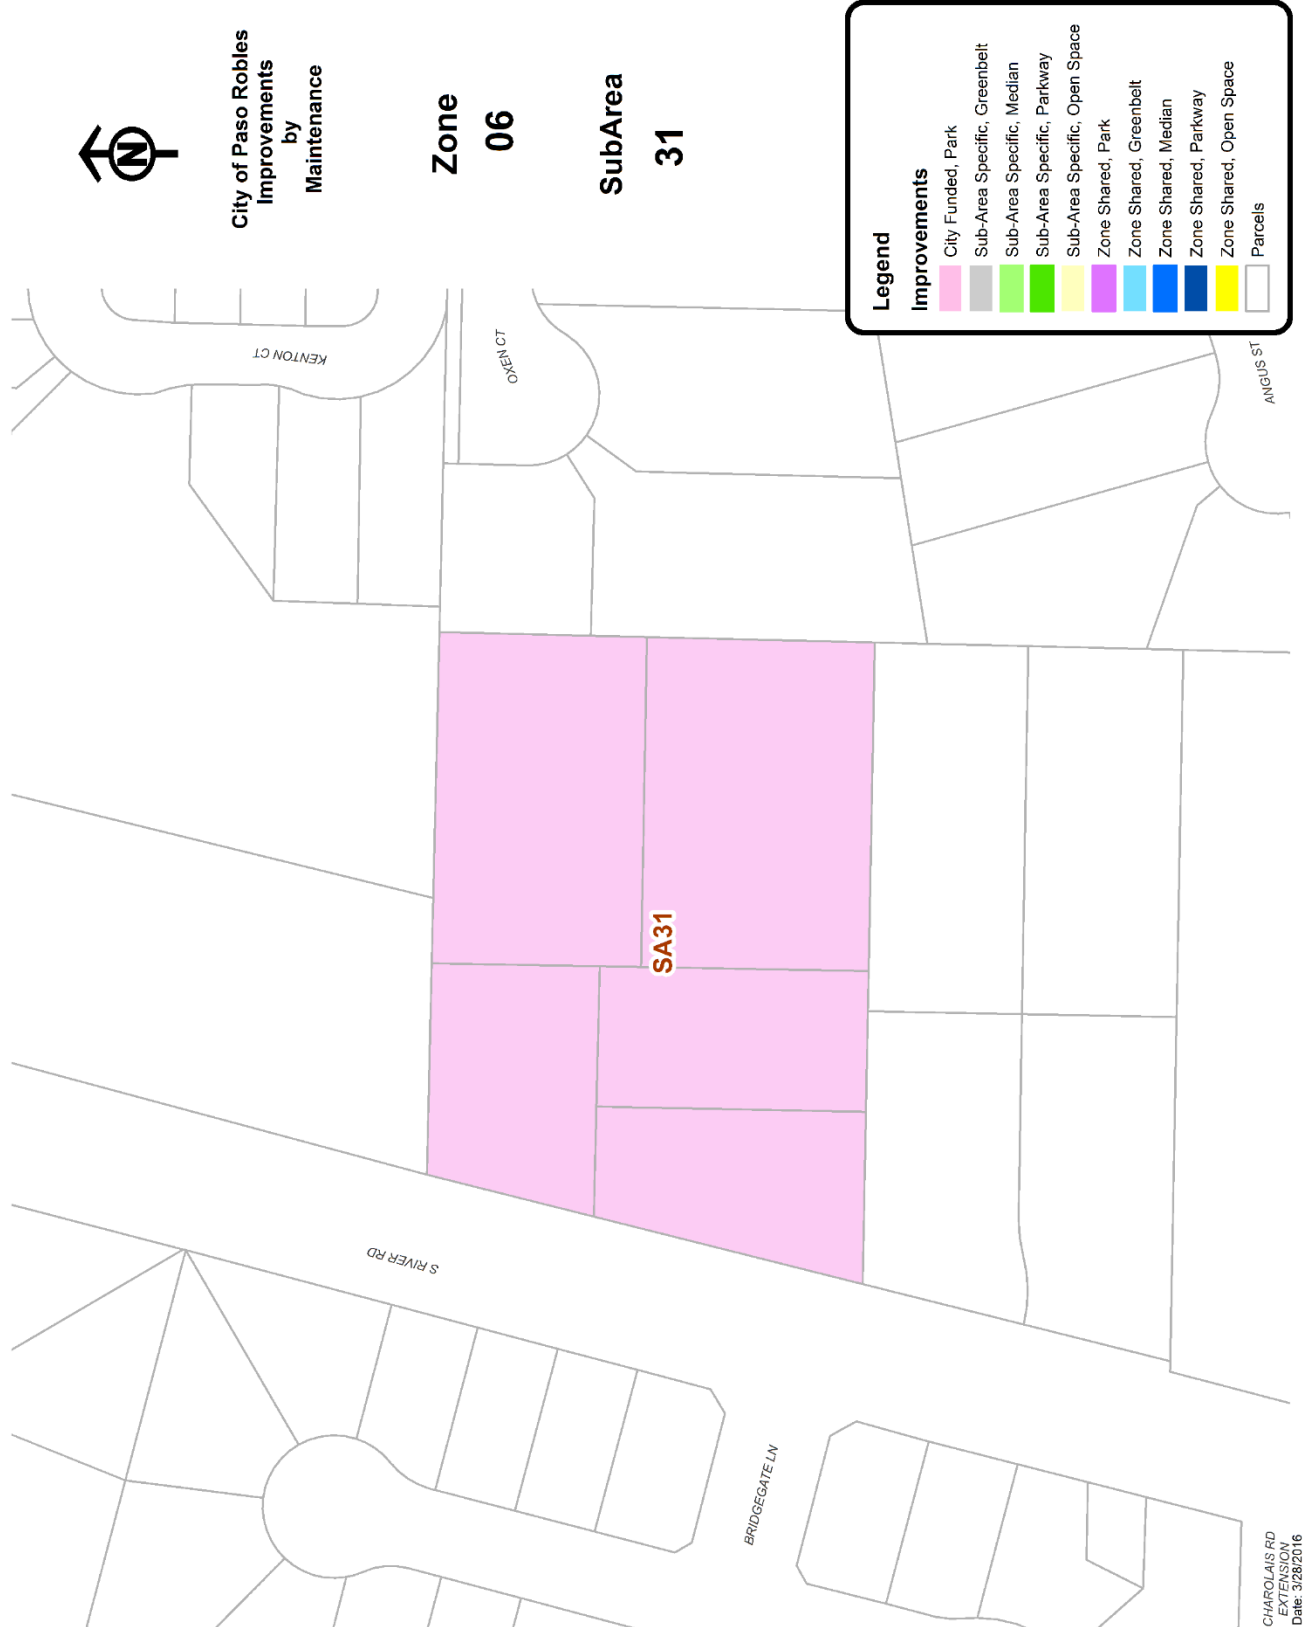 N
City of Paso Robles
Improvements
by
Maintenance
Zone
06
SubArea
31
Legend
Improvements
City Funded, Park
Sub-Area Specific, Greenbelt
Sub-Area Specific, Median
Sub-Area Specific, Parkway
Sub-Area Specific, Open Space
Zone Shared, Park
Zone Shared, Greenbelt
Zone Shared, Median
Zone Shared, Parkway
Zone Shared, Open Space
Parcels
KENTON CT
OXEN CT
ANGUS ST
SA31
S RIVER RD
BRIDGEGATE LN
CHAROLAIS RD
EXTENSION
Date: 3/28/2016